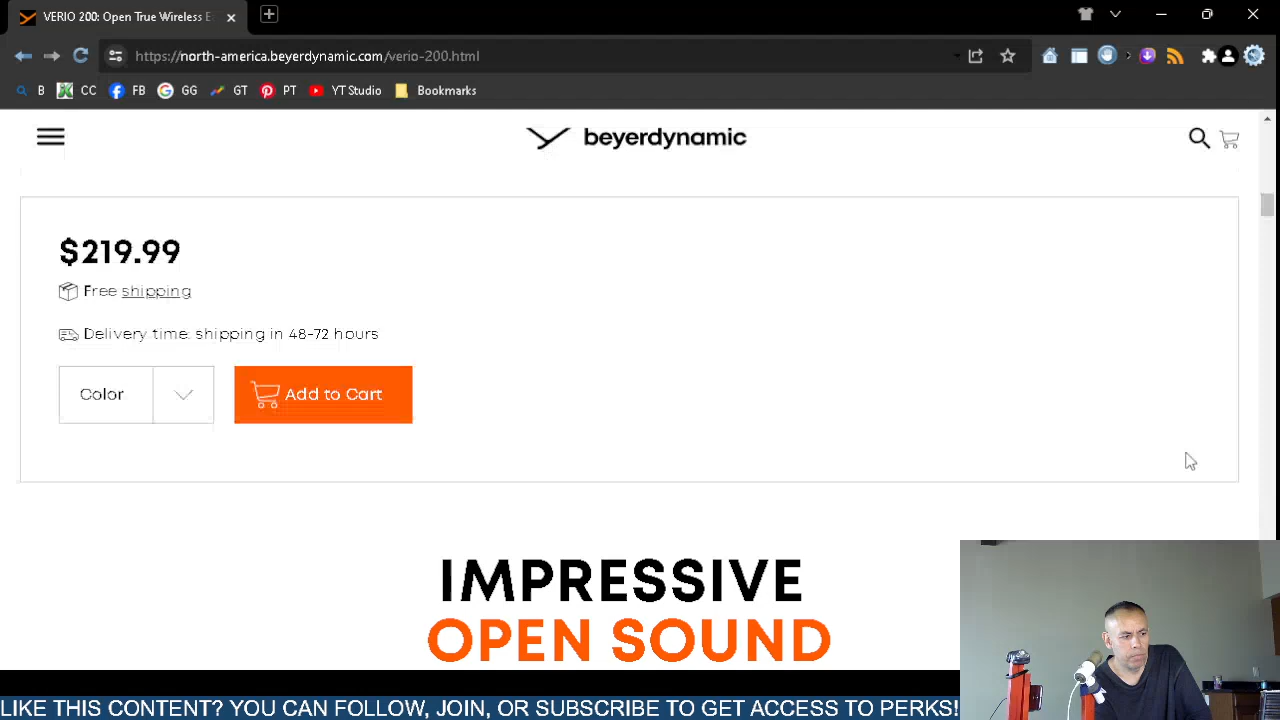 VERIO 200: Open True Wireless E
https://north-america.beyerdynamic.com/verio-200.html
B CC FB GG GT PT YT Studio Bookmarks
beyerdynamic
$219.99
Free shipping
Delivery time: shipping in 48-72 hours
Color
Add to Cart
IMPRESSIVE
OPEN SOUND
LIKE THIS CONTENT? YOU CAN FOLLOW, JOIN, OR SUBSCRIBE TO GET ACCESS TO PERKS!